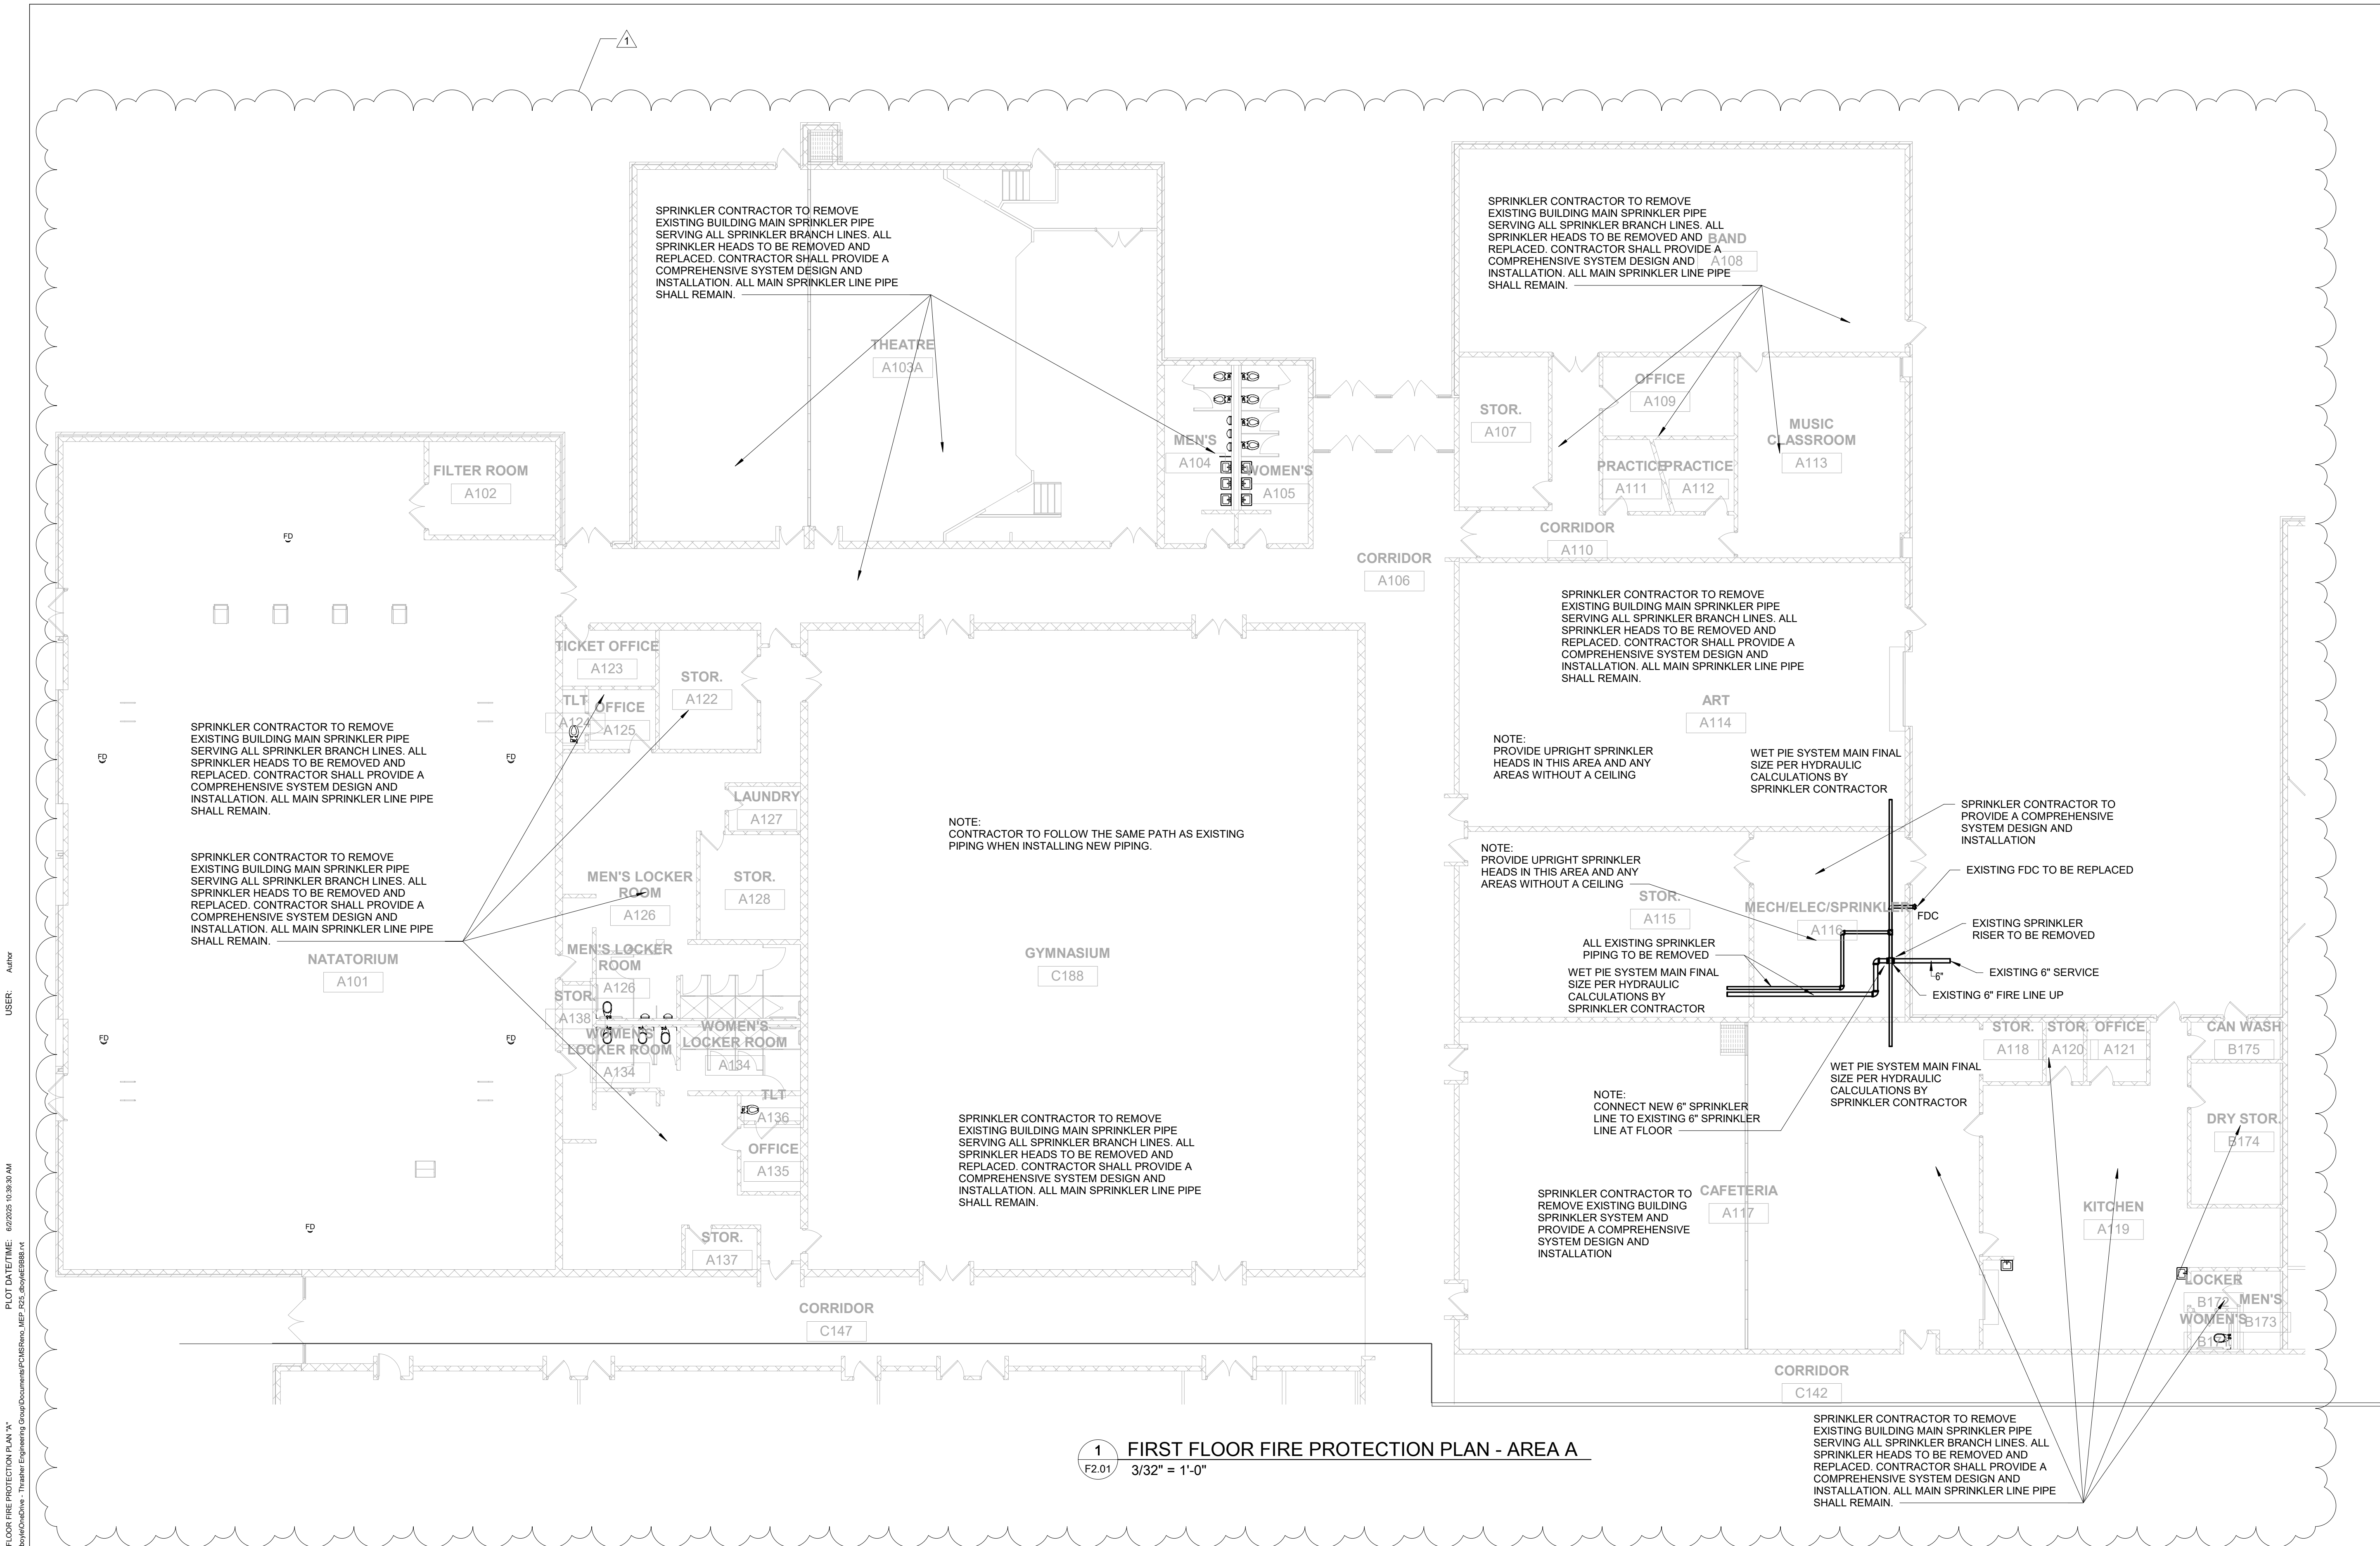 1
SPRINKLER CONTRACTOR TO REMOVE
EXISTING BUILDING MAIN SPRINKLER PIPE
SERVING ALL SPRINKLER BRANCH LINES. ALL
SPRINKLER HEADS TO BE REMOVED AND
REPLACED. CONTRACTOR SHALL PROVIDE A
COMPREHENSIVE SYSTEM DESIGN AND
INSTALLATION. ALL MAIN SPRINKLER LINE PIPE
SHALL REMAIN.
SPRINKLER CONTRACTOR TO REMOVE
EXISTING BUILDING MAIN SPRINKLER PIPE
SERVING ALL SPRINKLER BRANCH LINES. ALL
SPRINKLER HEADS TO BE REMOVED AND
REPLACED. CONTRACTOR SHALL PROVIDE A
COMPREHENSIVE SYSTEM DESIGN AND
INSTALLATION. ALL MAIN SPRINKLER LINE PIPE
SHALL REMAIN.
BAND
A108
THEATRE
A103A
OFFICE
A109
STOR.
A107
MUSIC
CLASSROOM
A113
MEN'S
A104
WOMEN'S
A105
PRACTICE
A111
PRACTICE
A112
FILTER ROOM
A102
FD
CORRIDOR
A110
CORRIDOR
A106
SPRINKLER CONTRACTOR TO REMOVE
EXISTING BUILDING MAIN SPRINKLER PIPE
SERVING ALL SPRINKLER BRANCH LINES. ALL
SPRINKLER HEADS TO BE REMOVED AND
REPLACED. CONTRACTOR SHALL PROVIDE A
COMPREHENSIVE SYSTEM DESIGN AND
INSTALLATION. ALL MAIN SPRINKLER LINE PIPE
SHALL REMAIN.
ART
A114
TICKET OFFICE
A123
STOR.
A122
TLT
A124
OFFICE
A125
SPRINKLER CONTRACTOR TO REMOVE
EXISTING BUILDING MAIN SPRINKLER PIPE
SERVING ALL SPRINKLER BRANCH LINES. ALL
SPRINKLER HEADS TO BE REMOVED AND
REPLACED. CONTRACTOR SHALL PROVIDE A
COMPREHENSIVE SYSTEM DESIGN AND
INSTALLATION. ALL MAIN SPRINKLER LINE PIPE
SHALL REMAIN.
FD
FD
NOTE:
PROVIDE UPRIGHT SPRINKLER
HEADS IN THIS AREA AND ANY
AREAS WITHOUT A CEILING
WET PIE SYSTEM MAIN FINAL
SIZE PER HYDRAULIC
CALCULATIONS BY
SPRINKLER CONTRACTOR
SPRINKLER CONTRACTOR TO
PROVIDE A COMPREHENSIVE
SYSTEM DESIGN AND
INSTALLATION
LAUNDRY
A127
NOTE:
CONTRACTOR TO FOLLOW THE SAME PATH AS EXISTING
PIPING WHEN INSTALLING NEW PIPING.
NOTE:
PROVIDE UPRIGHT SPRINKLER
HEADS IN THIS AREA AND ANY
AREAS WITHOUT A CEILING
EXISTING FDC TO BE REPLACED
SPRINKLER CONTRACTOR TO REMOVE
EXISTING BUILDING MAIN SPRINKLER PIPE
SERVING ALL SPRINKLER BRANCH LINES. ALL
SPRINKLER HEADS TO BE REMOVED AND
REPLACED. CONTRACTOR SHALL PROVIDE A
COMPREHENSIVE SYSTEM DESIGN AND
INSTALLATION. ALL MAIN SPRINKLER LINE PIPE
SHALL REMAIN.
MEN'S LOCKER
ROOM
A126
STOR.
A128
STOR.
A115
MECH/ELEC/SPRINKLER
A116
FDC
EXISTING SPRINKLER
RISER TO BE REMOVED
ALL EXISTING SPRINKLER
PIPING TO BE REMOVED
WET PIE SYSTEM MAIN FINAL
SIZE PER HYDRAULIC
CALCULATIONS BY
SPRINKLER CONTRACTOR
6"
EXISTING 6" SERVICE
EXISTING 6" FIRE LINE UP
NATATORIUM
A101
MEN'S LOCKER
ROOM
A126
GYMNASIUM
C188
STOR.
A138
WOMEN'S
LOCKER ROOM
A134
WOMEN'S
LOCKER ROOM
A134
FD
FD
STOR.
A118
STOR.
A120
OFFICE
A121
CAN WASH
B175
WET PIE SYSTEM MAIN FINAL
SIZE PER HYDRAULIC
CALCULATIONS BY
SPRINKLER CONTRACTOR
NOTE:
CONNECT NEW 6" SPRINKLER
LINE TO EXISTING 6" SPRINKLER
LINE AT FLOOR
TLT
A136
OFFICE
A135
DRY STOR.
B174
SPRINKLER CONTRACTOR TO REMOVE
EXISTING BUILDING MAIN SPRINKLER PIPE
SERVING ALL SPRINKLER BRANCH LINES. ALL
SPRINKLER HEADS TO BE REMOVED AND
REPLACED. CONTRACTOR SHALL PROVIDE A
COMPREHENSIVE SYSTEM DESIGN AND
INSTALLATION. ALL MAIN SPRINKLER LINE PIPE
SHALL REMAIN.
SPRINKLER CONTRACTOR TO
REMOVE EXISTING BUILDING
SPRINKLER SYSTEM AND
PROVIDE A COMPREHENSIVE
SYSTEM DESIGN AND
INSTALLATION
CAFETERIA
A117
KITCHEN
A119
FD
STOR.
A137
LOCKER
B172
MEN'S
B173
WOMEN'S
CORRIDOR
C147
CORRIDOR
C142
SPRINKLER CONTRACTOR TO REMOVE
EXISTING BUILDING MAIN SPRINKLER PIPE
SERVING ALL SPRINKLER BRANCH LINES. ALL
SPRINKLER HEADS TO BE REMOVED AND
REPLACED. CONTRACTOR SHALL PROVIDE A
COMPREHENSIVE SYSTEM DESIGN AND
INSTALLATION. ALL MAIN SPRINKLER LINE PIPE
SHALL REMAIN.
1
F2.01
FIRST FLOOR FIRE PROTECTION PLAN - AREA A
3/32" = 1'-0"
USER: Author
PLOT DATE/TIME: 6/2/2025 10:39:30 AM
LOOR FIRE PROTECTION PLAN "A"
boyle\OneDrive - Thrasher Engineering Group\Documents\PCMSReno_MEP_R25_dboyleE9B88.rvt